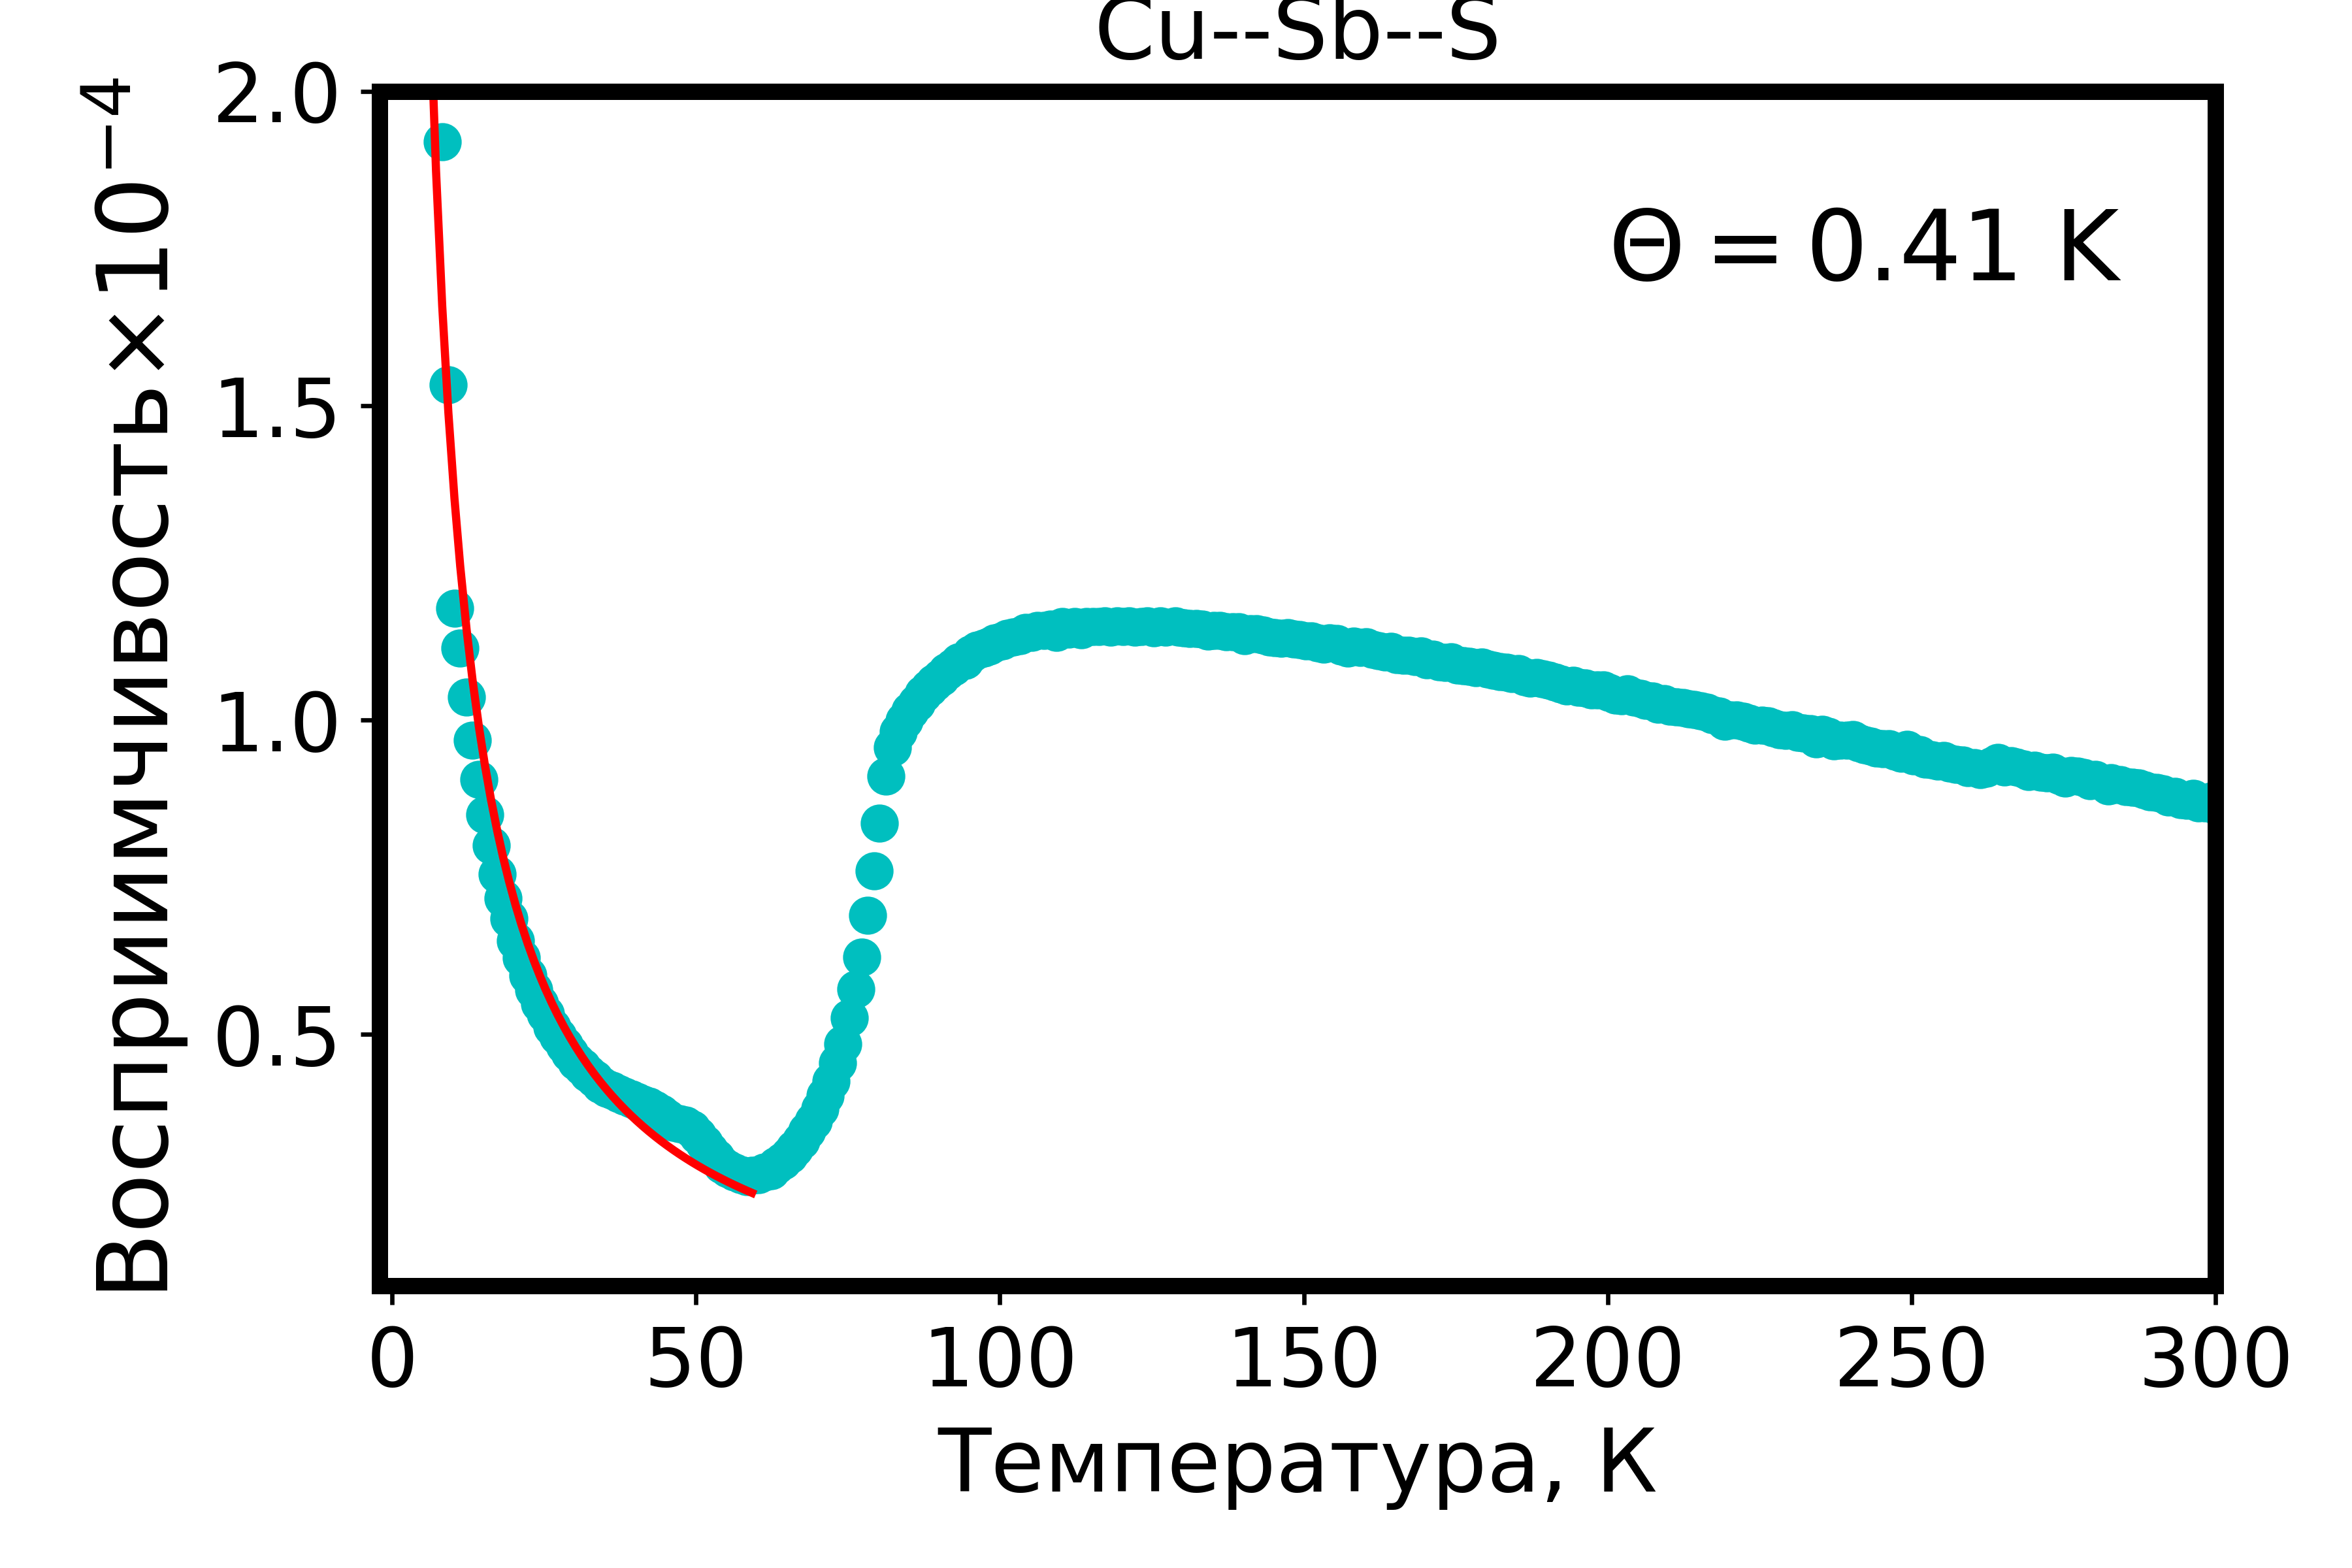 Cu--Sb--S
Восприимчивость×10⁻⁴
2.0
1.5
1.0
0.5
Θ = 0.41 K
0 50 100 150 200 250 300
Температура, К